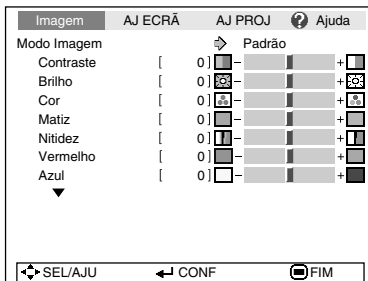 Imagem AJ ECRÃ AJ PROJ ? Ajuda
Modo Imagem Padrão
Contraste [ 0 ] - +
Brilho [ 0 ] - +
Cor [ 0 ] - +
Matiz [ 0 ] - +
Nitidez [ 0 ] - +
Vermelho [ 0 ] - +
Azul [ 0 ] - +
SEL/AJU CONF FIM